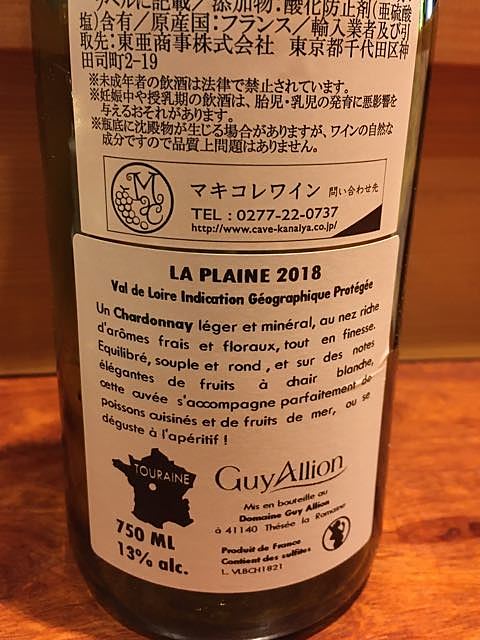 ベルに記載／添加物:酸化防止剤(亜硫酸
塩)含有／原産国:フランス／輸入業者及び引
取先:東亜商事株式会社 東京都千代田区神
田司町2-19
※未成年者の飲酒は法律で禁止されています。
※妊娠中や授乳期の飲酒は、胎児・乳児の発育に悪影響を
与えるおそれがあります。
※瓶底に沈殿物が生じる場合がありますが、ワインの自然な
成分ですので品質上問題はありません。
M
マキコレワイン 問い合わせ先
TEL : 0277-22-0737
http://www.cave-kanaiya.co.jp/
LA PLAINE 2018
Val de Loire Indication Géographique Protégée
Un Chardonnay léger et minéral, au nez riche
d'arômes frais et floraux, tout en finesse.
Equilibré, souple et rond, et sur des notes
élégantes de fruits à chair blanche,
cette cuvée s'accompagne parfaitement de
poissons cuisinés et de fruits de mer, ou se
déguste à l'apéritif !
TOURAINE
Guy Allion
Mis en bouteille au
Domaine Guy Allion
à 41140 Thésée la Romaine
750 ML
13% alc.
Produit de France
Contient des sulfites
L. VLBCH1821